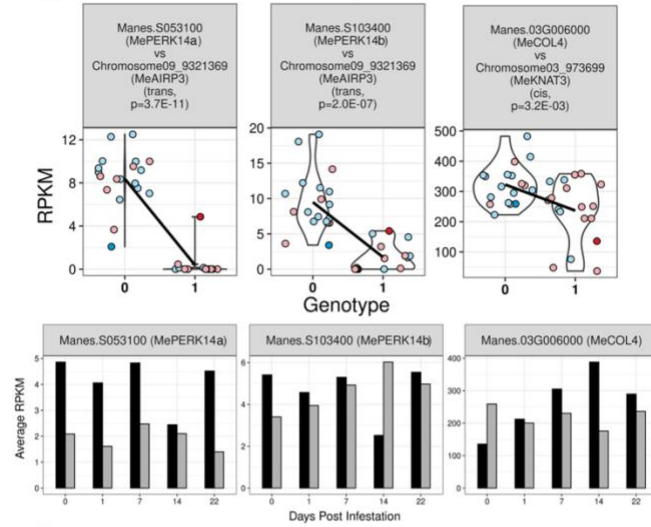 Manes.S053100
(MePERK14a)
vs
Chromosome09_9321369
(MeAIRP3)
(trans,
p=3.7E-11)
Manes.S103400
(MePERK14b)
vs
Chromosome09_9321369
(MeAIRP3)
(trans,
p=2.0E-07)
Manes.03G006000
(MeCOL4)
vs
Chromosome03_973699
(MeKNAT3)
(cis,
p=3.2E-03)
RPKM
12
8
4
0
0
1
20
15
10
5
0
0
1
500
400
300
200
100
0
1
Genotype
Manes.S053100 (MePERK14a)
Manes.S103400 (MePERK14b)
Manes.03G006000 (MeCOL4)
Average RPKM
5
4
3
2
1
0
0 1 7 14 22
6
4
2
0
0 1 7 14 22
400
300
200
100
0
0 1 7 14 22
Days Post Infestation